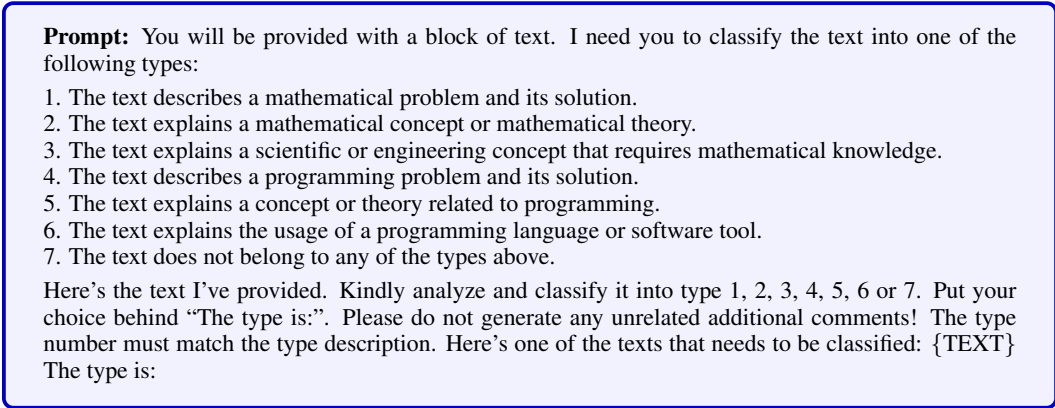 Prompt: You will be provided with a block of text. I need you to classify the text into one of the
following types:
1. The text describes a mathematical problem and its solution.
2. The text explains a mathematical concept or mathematical theory.
3. The text explains a scientific or engineering concept that requires mathematical knowledge.
4. The text describes a programming problem and its solution.
5. The text explains a concept or theory related to programming.
6. The text explains the usage of a programming language or software tool.
7. The text does not belong to any of the types above.
Here's the text I've provided. Kindly analyze and classify it into type 1, 2, 3, 4, 5, 6 or 7. Put your
choice behind “The type is:”. Please do not generate any unrelated additional comments! The type
number must match the type description. Here's one of the texts that needs to be classified: {TEXT}
The type is: